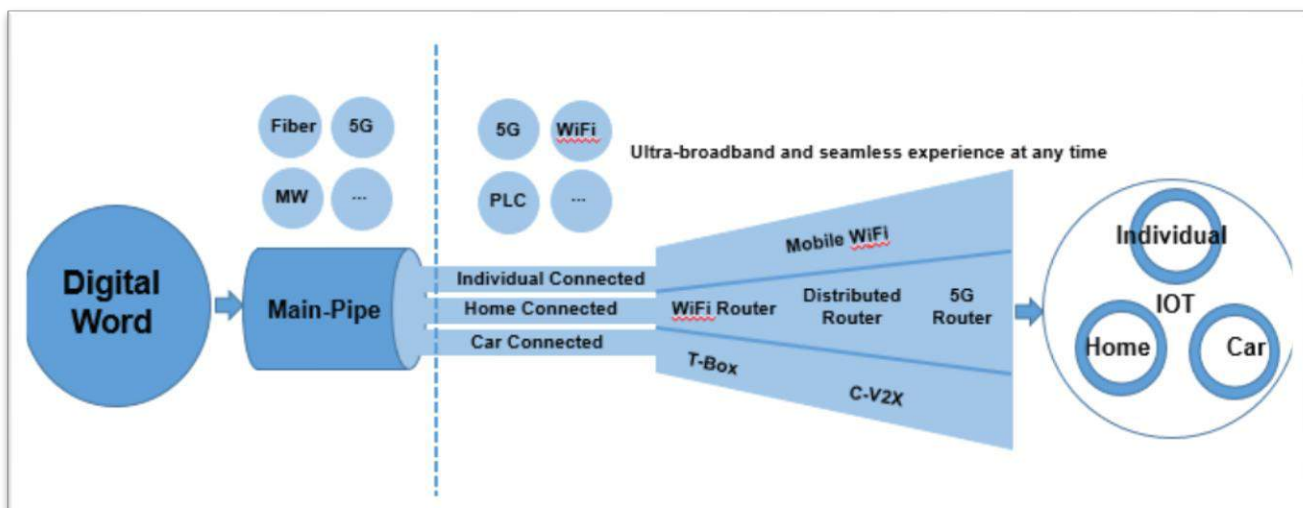 Fiber
5G
MW
...
5G
WiFi
PLC
...
Ultra-broadband and seamless experience at any time
Digital
Word
Main-Pipe
Individual Connected
Home Connected
Car Connected
Mobile WiFi
WiFi Router
Distributed
Router
5G
Router
T-Box
C-V2X
Individual
IOT
Home
Car